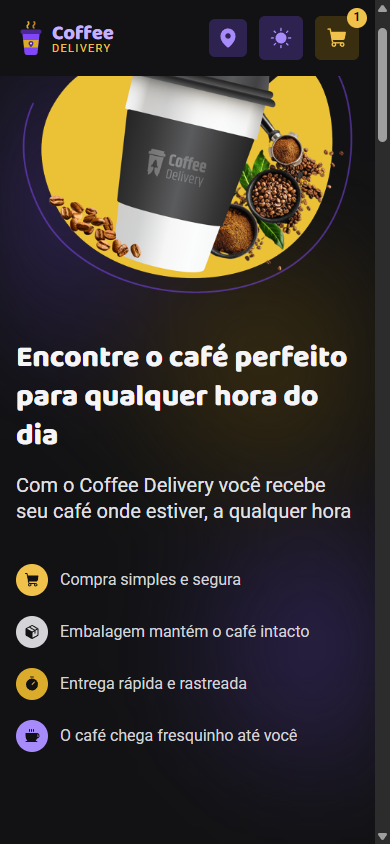 Coffee
DELIVERY
1
Coffee
Delivery
Encontre o café perfeito
para qualquer hora do
dia
Com o Coffee Delivery você recebe
seu café onde estiver, a qualquer hora
Compra simples e segura
Embalagem mantém o café intacto
Entrega rápida e rastreada
O café chega fresquinho até você